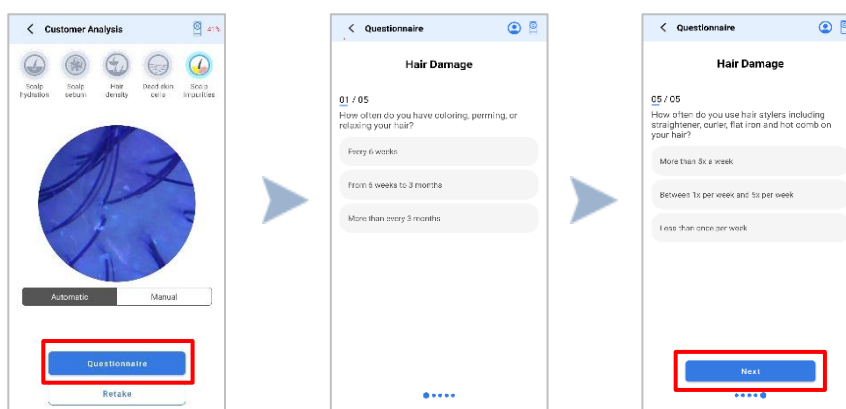 Customer Analysis
41%
Scalp hydration
Scalp sebum
Hair density
Dead skin cells
Scalp Impurities
Automatic
Manual
Questionnaire
Retake
Questionnaire
Hair Damage
01 / 05
How often do you have coloring, perming, or
relaxing your hair?
Every 6 weeks
From 6 weeks to 3 months
More than every 3 months
Questionnaire
Hair Damage
05 / 05
How often do you use hair stylers including
straightener, curler, flat iron and hot comb on
your hair?
More than 5x a week
Between 1x per week and 5x per week
Less than once per week
Next